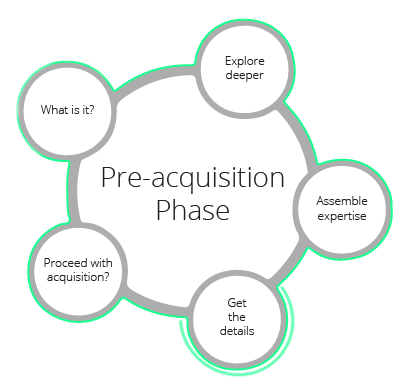 Explore
deeper
What is it?
Pre-acquisition
Phase
Assemble
expertise
Proceed with
acquisition?
Get
the
details